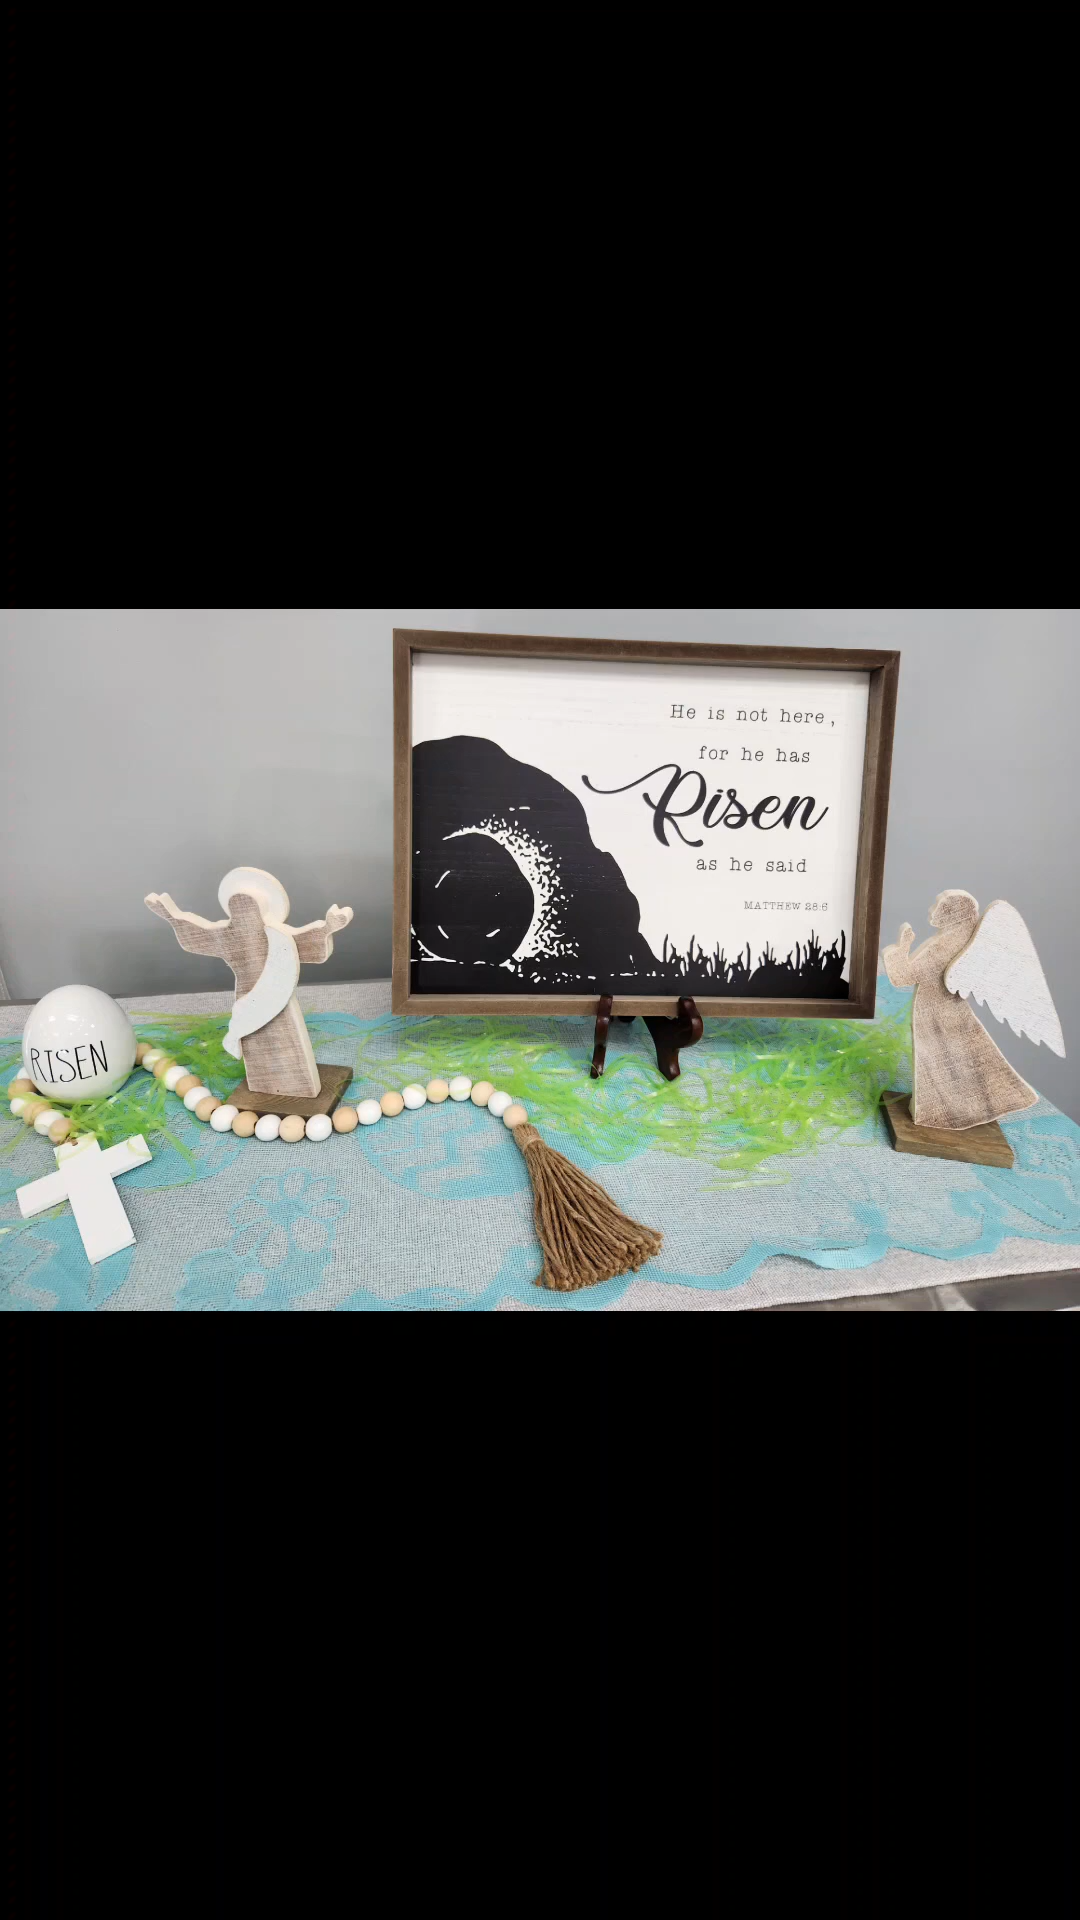 He is not here,
for he has
Risen
as he said
MATTHEW 28:6
RISEN